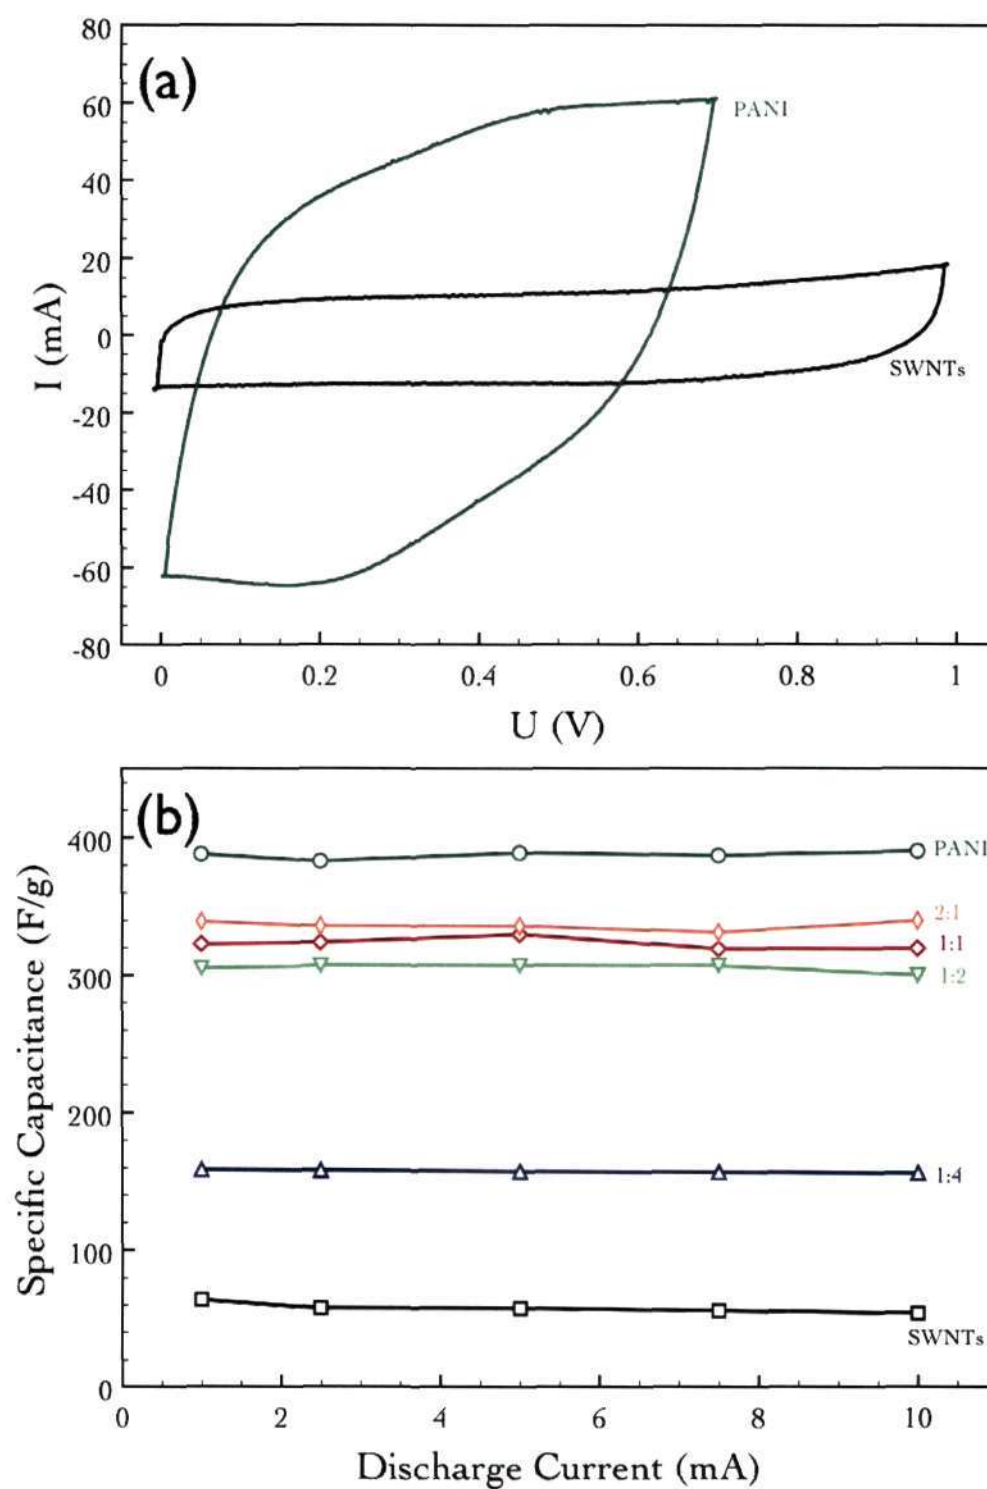 (a)
80
60
40
20
0
-20
-40
-60
-80
I (mA)
PANI
SWNTs
0 0.2 0.4 0.6 0.8 1
U (V)
(b)
400
300
200
100
0
Specific Capacitance (F/g)
PANI
2:1
1:1
1:2
1:4
SWNTs
0 2 4 6 8 10
Discharge Current (mA)